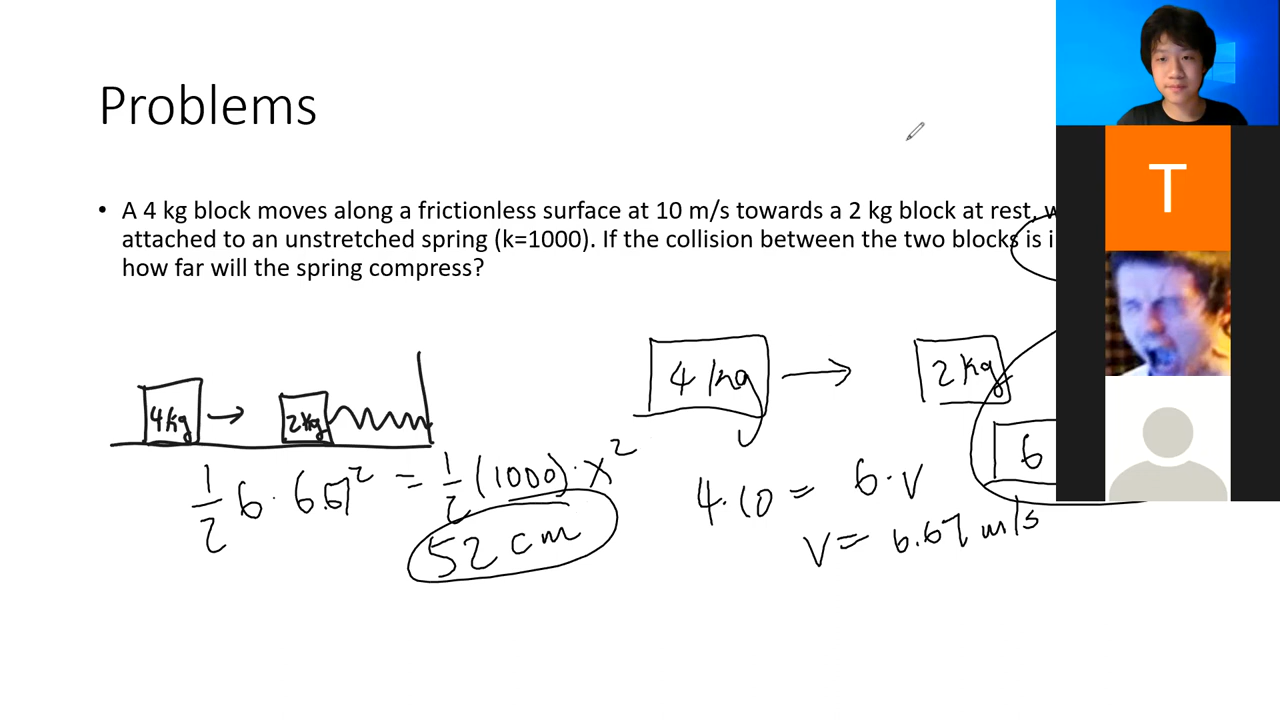 Problems
• A 4 kg block moves along a frictionless surface at 10 m/s towards a 2 kg block at rest,
attached to an unstretched spring (k=1000). If the collision between the two blocks is
how far will the spring compress?
T
4 kg → 2 kg
4kg → 2kg
6
1/2 6 · 6.67² = 1/2 (1000) · x²
4·10 = 6·v
52 cm
v = 6.67 m/s